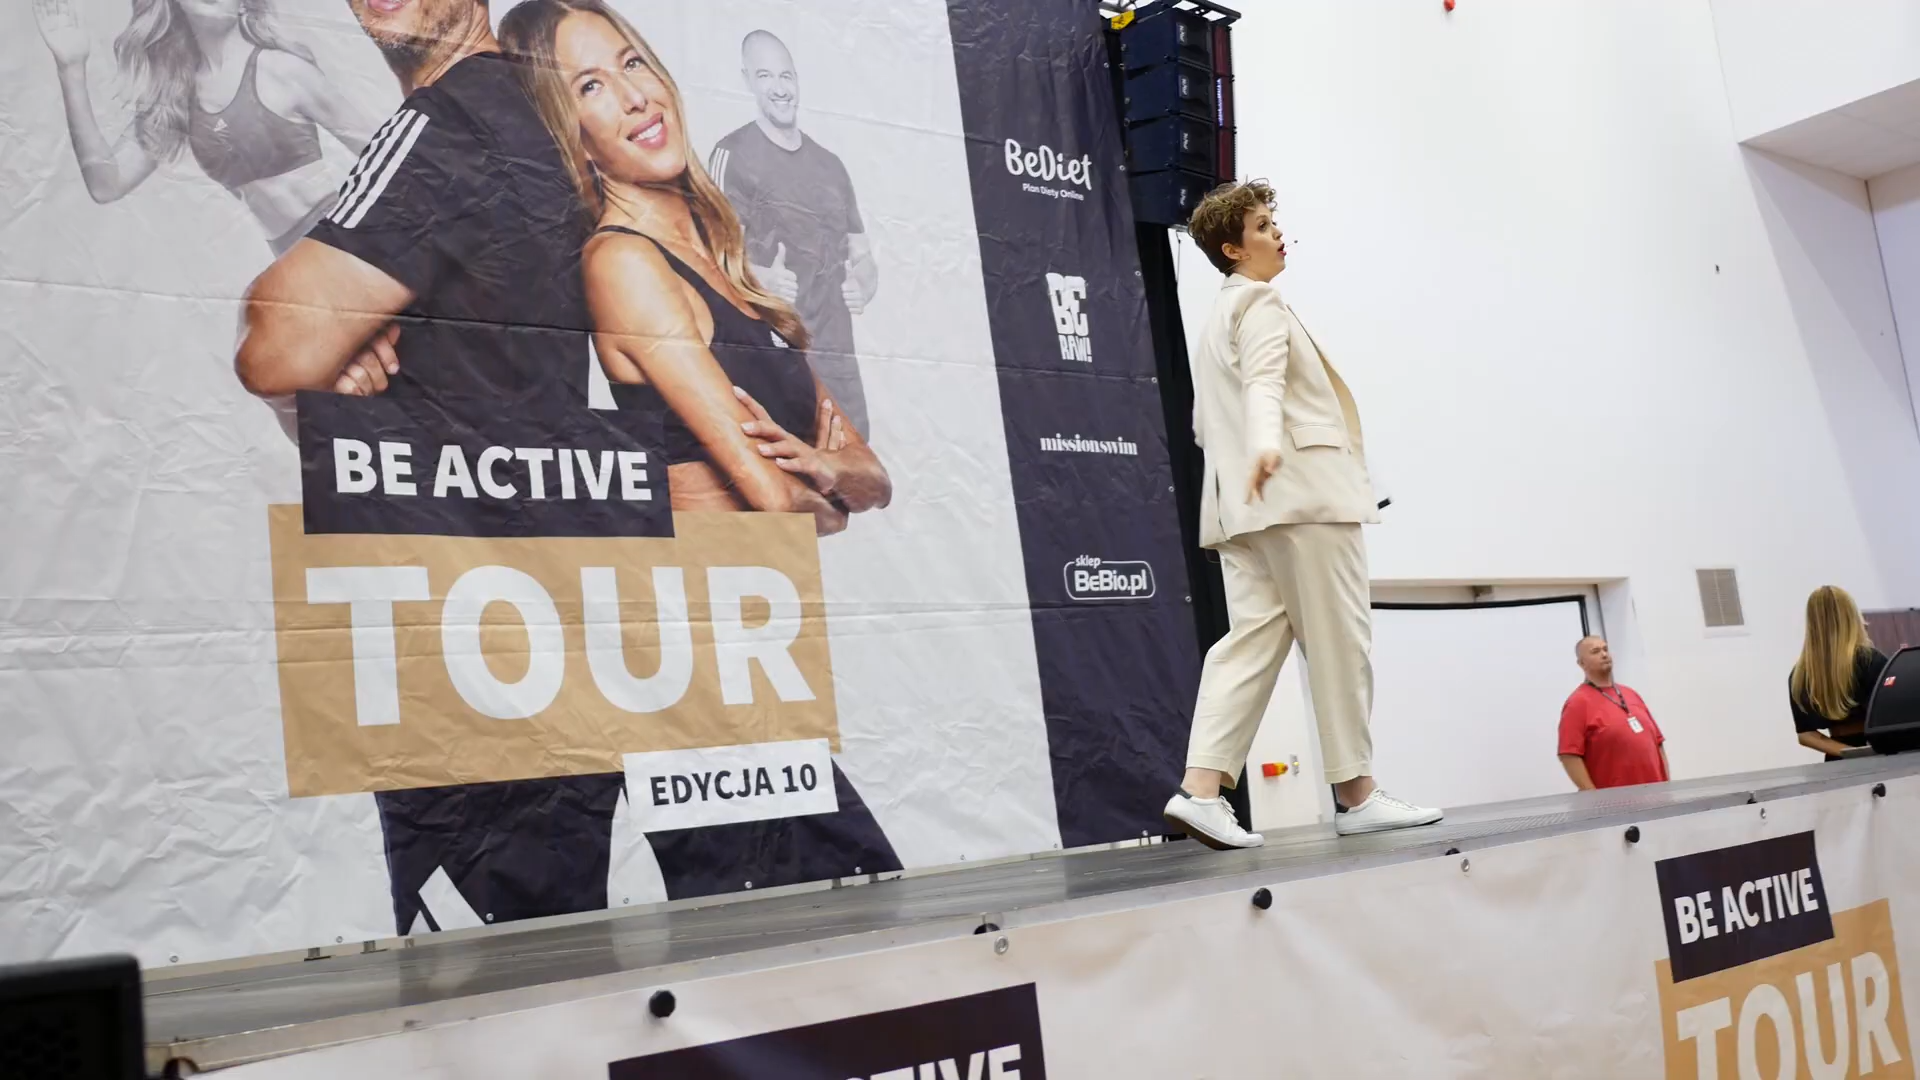 BeDiet
Plan Diety Online
BE
RAW!
missionswim
sklep
BeBio.pl
BE ACTIVE
TOUR
EDYCJA 10
BE ACTIVE
TOUR